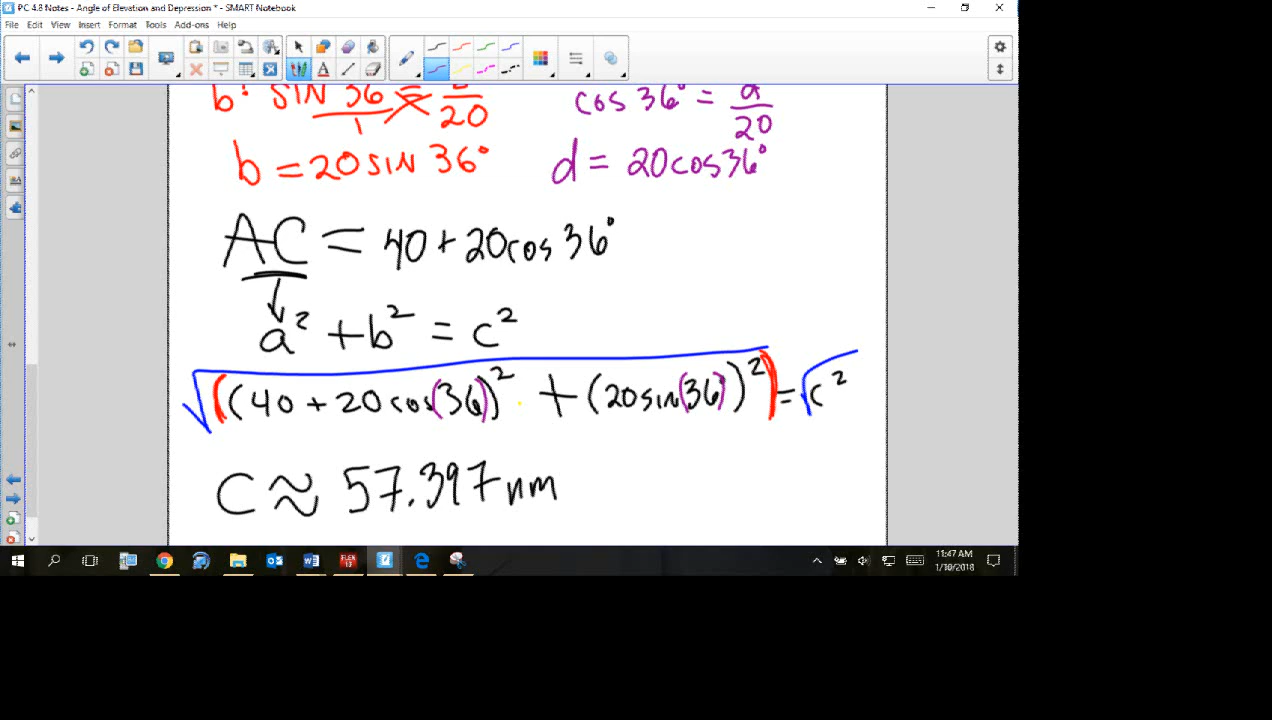 PC 4.8 Notes - Angle of Elevation and Depression * - SMART Notebook
File Edit View Insert Format Tools Add-ons Help
b: SIN 36 = /20
1
cos 36° = d/20
b = 20 SIN 36°
d = 20cos36°
AC = 40 + 20cos 36°
a² + b² = c²
√((40 + 20 cos(36))² + (20sin(36))²) = √c²
C ≈ 57.397 nm
11:47 AM
1/10/2018